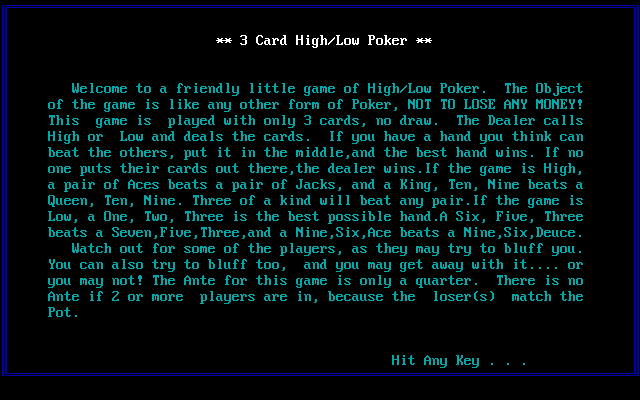 ** 3 Card High/Low Poker **
Welcome to a friendly little game of High/Low Poker.  The Object
of the game is like any other form of Poker, NOT TO LOSE ANY MONEY!
This  game is  played with only 3 cards, no draw.  The Dealer calls
High or  Low and deals the cards.  If you have a hand you think can
beat the others, put it in the middle,and the best hand wins. If no
one puts their cards out there,the dealer wins.If the game is High,
a pair of Aces beats a pair of Jacks, and a King, Ten, Nine beats a
Queen, Ten, Nine. Three of a kind will beat any pair.If the game is
Low, a One, Two, Three is the best possible hand.A Six, Five, Three
beats a Seven,Five,Three,and a Nine,Six,Ace beats a Nine,Six,Deuce.
Watch out for some of the players, as they may try to bluff you.
You can also try to bluff too,  and you may get away with it.... or
you may not! The Ante for this game is only a quarter.  There is no
Ante if 2 or more  players are in, because the  loser(s)  match the
Pot.
Hit Any Key . . .